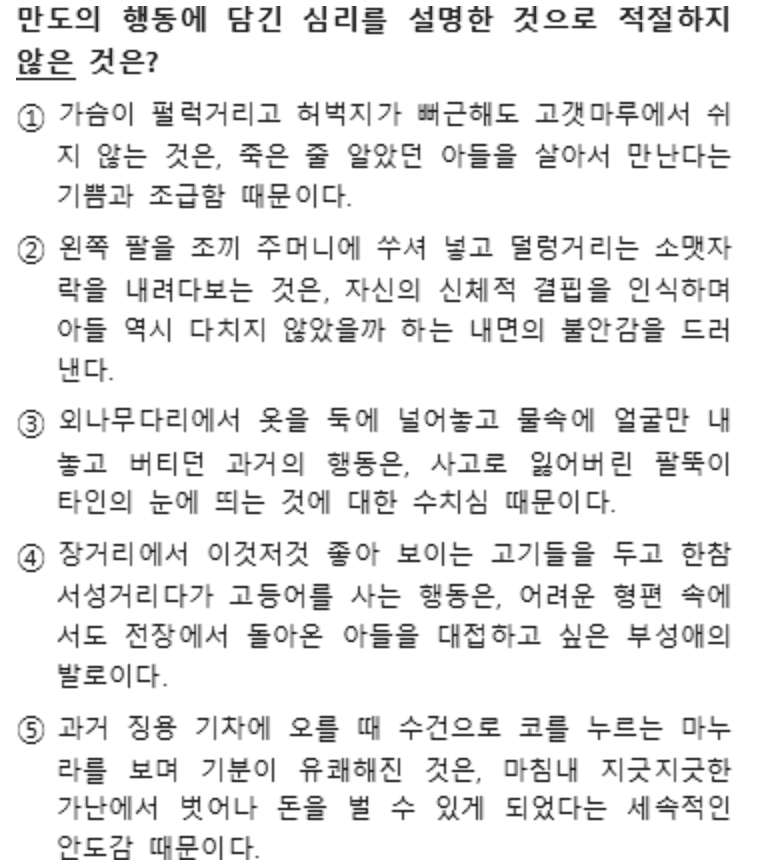 만도의 행동에 담긴 심리를 설명한 것으로 적절하지
않은 것은?
① 가슴이 펄럭거리고 허벅지가 뻐근해도 고갯마루에서 쉬
지 않는 것은, 죽은 줄 알았던 아들을 살아서 만난다는
기쁨과 조급함 때문이다.
② 왼쪽 팔을 조끼 주머니에 쑤셔 넣고 덜렁거리는 소맷자
락을 내려다보는 것은, 자신의 신체적 결핍을 인식하며
아들 역시 다치지 않았을까 하는 내면의 불안감을 드러
낸다.
③ 외나무다리에서 옷을 둑에 널어놓고 물속에 얼굴만 내
놓고 버티던 과거의 행동은, 사고로 잃어버린 팔뚝이
타인의 눈에 띄는 것에 대한 수치심 때문이다.
④ 장거리에서 이것저것 좋아 보이는 고기들을 두고 한참
서성거리다가 고등어를 사는 행동은, 어려운 형편 속에
서도 전장에서 돌아온 아들을 대접하고 싶은 부성애의
발로이다.
⑤ 과거 징용 기차에 오를 때 수건으로 코를 누르는 마누
라를 보며 기분이 유쾌해진 것은, 마침내 지긋지긋한
가난에서 벗어나 돈을 벌 수 있게 되었다는 세속적인
안도감 때문이다.